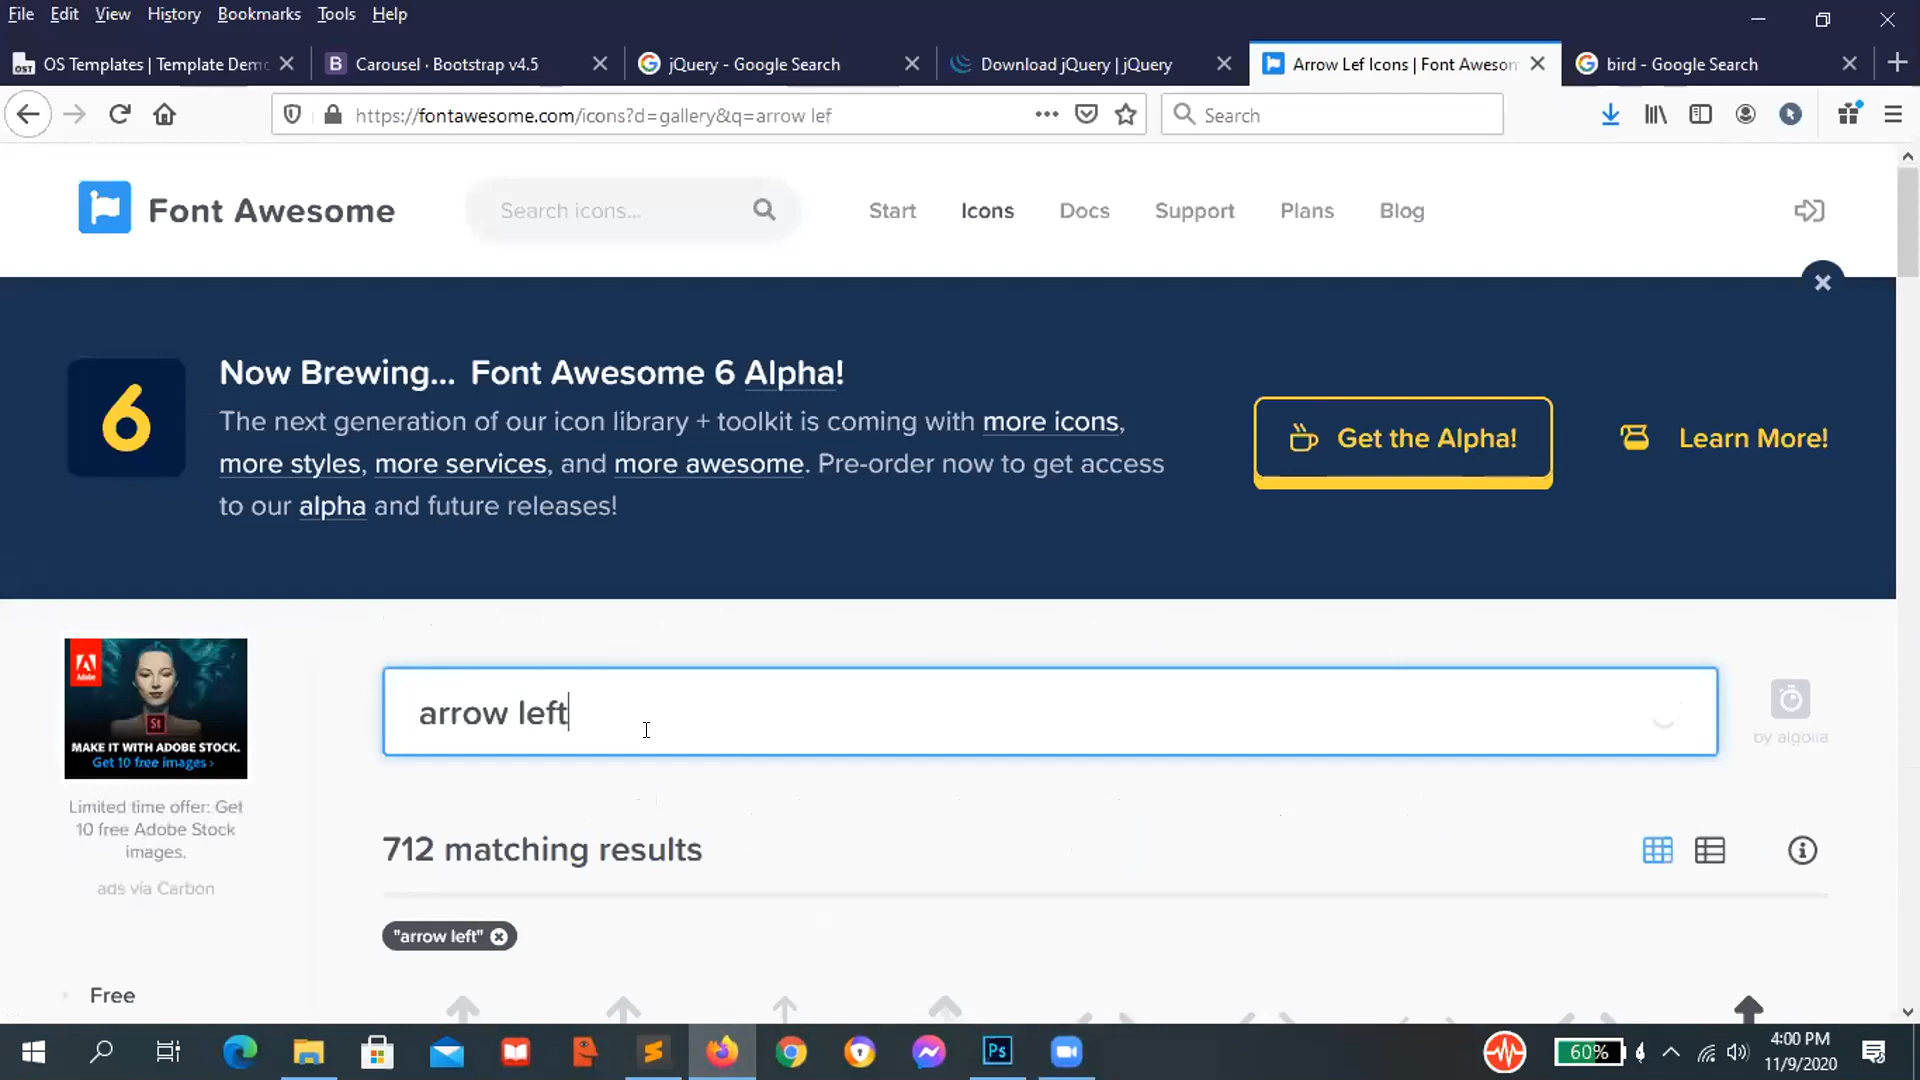 File Edit View History Bookmarks Tools Help
OST OS Templates | Template Demo
B Carousel · Bootstrap v4.5
jQuery - Google Search
Download jQuery | jQuery
Arrow Lef Icons | Font Awesom
bird - Google Search
https://fontawesome.com/icons?d=gallery&q=arrow lef
Search
Font Awesome
Search icons...
Start Icons Docs Support Plans Blog
6
Now Brewing... Font Awesome 6 Alpha!
The next generation of our icon library + toolkit is coming with more icons,
more styles, more services, and more awesome. Pre-order now to get access
to our alpha and future releases!
Get the Alpha!
Learn More!
Adobe
St
MAKE IT WITH ADOBE STOCK.
Get 10 free images ›
Limited time offer: Get
10 free Adobe Stock
images.
ads via Carbon
arrow left
by algolia
712 matching results
"arrow left"
Free
Ps
60%
4:00 PM
11/9/2020